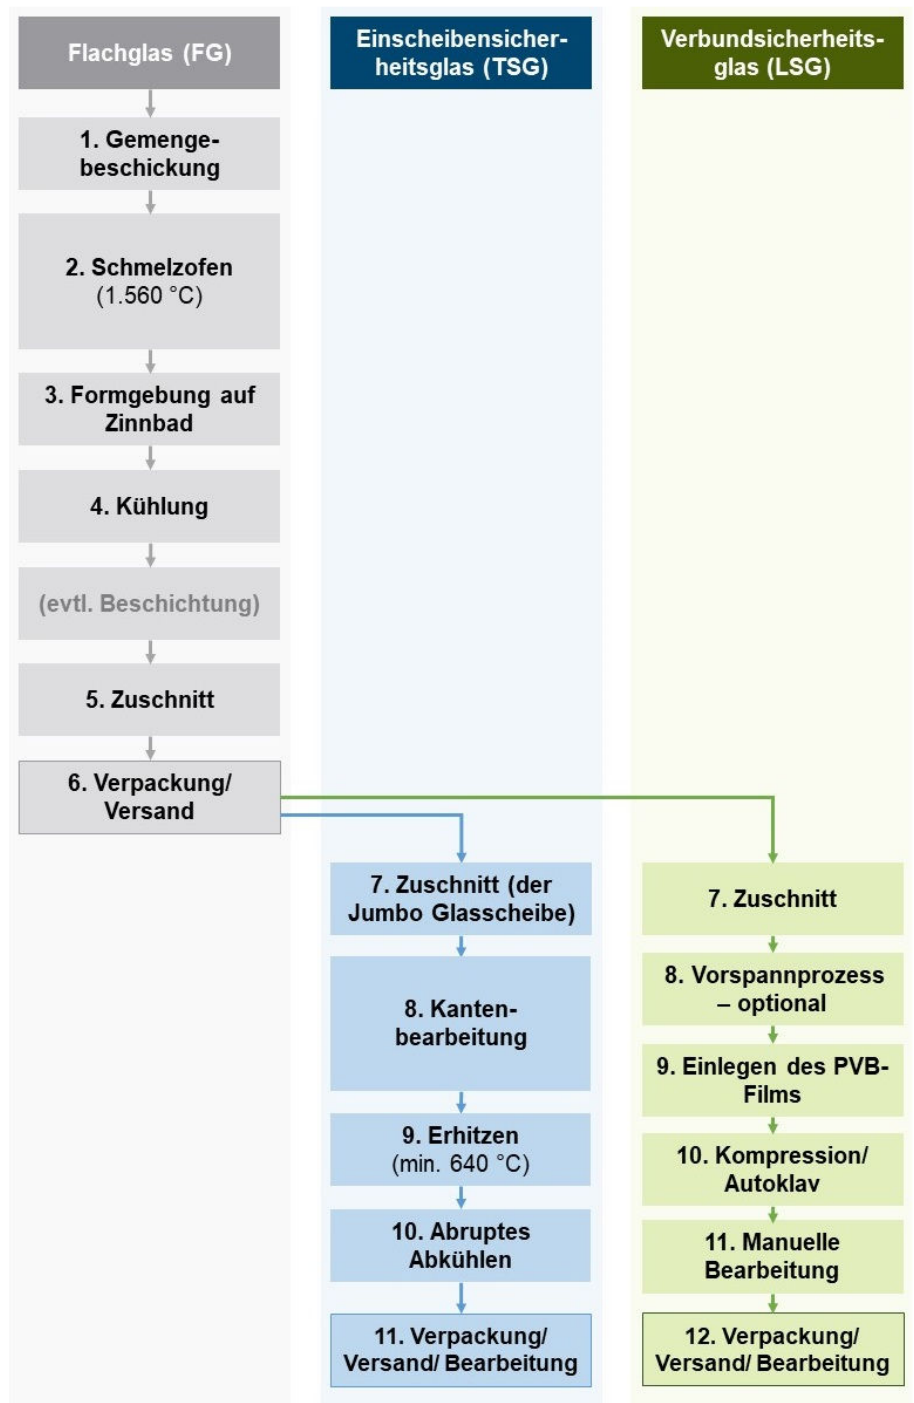 Flachglas (FG)
1. Gemenge-
beschickung
2. Schmelzofen
(1.560 °C)
3. Formgebung auf
Zinnbad
4. Kühlung
(evtl. Beschichtung)
5. Zuschnitt
6. Verpackung/
Versand
Einscheibensicher-
heitsglas (TSG)
7. Zuschnitt (der
Jumbo Glasscheibe)
8. Kanten-
bearbeitung
9. Erhitzen
(min. 640 °C)
10. Abruptes
Abkühlen
11. Verpackung/
Versand/ Bearbeitung
Verbundsicherheits-
glas (LSG)
7. Zuschnitt
8. Vorspannprozess
– optional
9. Einlegen des PVB-
Films
10. Kompression/
Autoklav
11. Manuelle
Bearbeitung
12. Verpackung/
Versand/ Bearbeitung